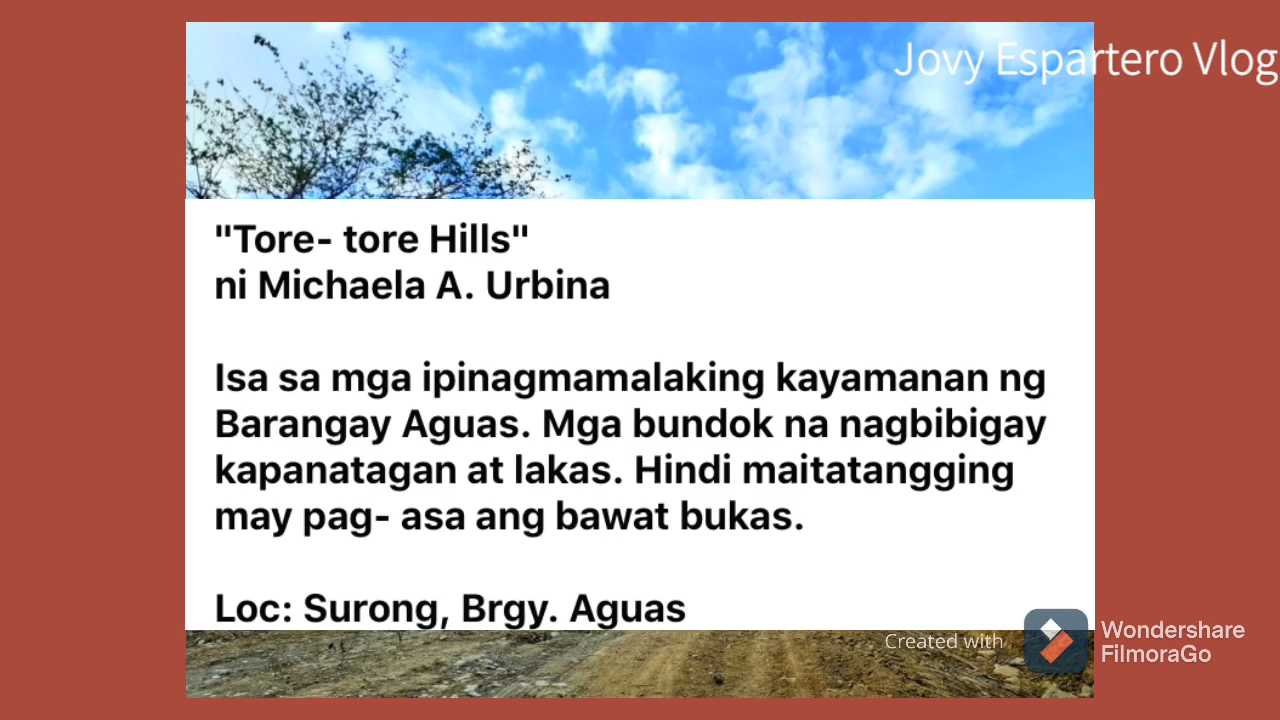 Jovy Espartero Vlog
"Tore- tore Hills"
ni Michaela A. Urbina
Isa sa mga ipinagmamalaking kayamanan ng
Barangay Aguas. Mga bundok na nagbibigay
kapanatagan at lakas. Hindi maitatangging
may pag- asa ang bawat bukas.
Loc: Surong, Brgy. Aguas
Created with
Wondershare
FilmoraGo